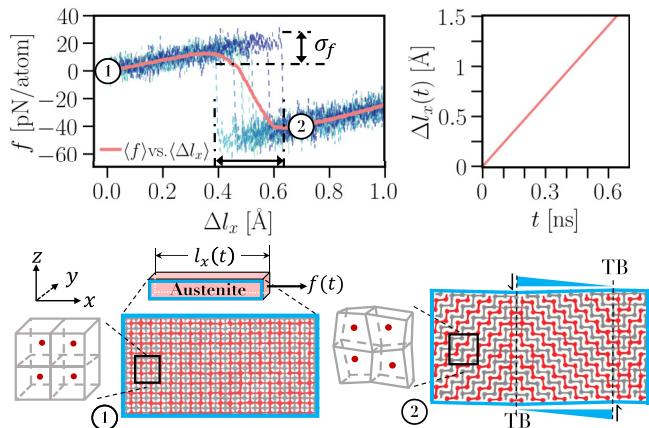 40
20
0
−20
−40
−60
f [pN/atom]
1
2
σf
⟨f⟩vs.⟨Δlx⟩
0.0 0.2 0.4 0.6 0.8 1.0
Δlx [Å]
1.5
1
0.5
0
Δlx(t) [Å]
0 0.3 0.6
t [ns]
z
y
x
lx(t)
Austenite
f(t)
1
TB
TB
2